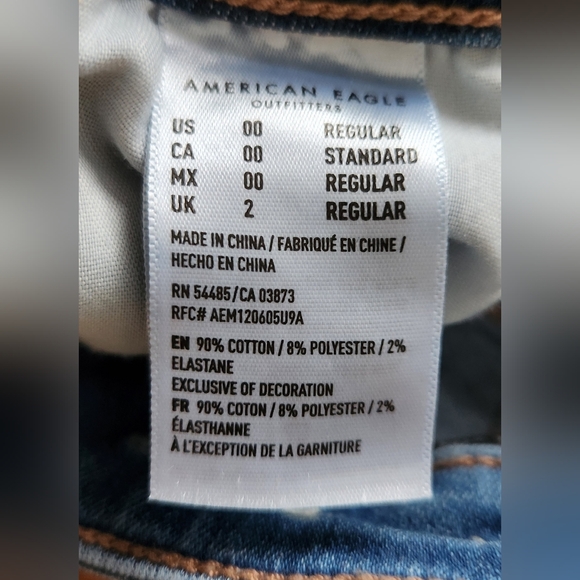 AMERICAN EAGLE
OUTFITTERS
US 00 REGULAR
CA 00 STANDARD
MX 00 REGULAR
UK 2 REGULAR
MADE IN CHINA / FABRIQUÉ EN CHINE /
HECHO EN CHINA
RN 54485/CA 03873
RFC# AEM120605U9A
EN 90% COTTON / 8% POLYESTER / 2%
ELASTANE
EXCLUSIVE OF DECORATION
FR 90% COTON / 8% POLYESTER / 2%
ÉLASTHANNE
À L'EXCEPTION DE LA GARNITURE